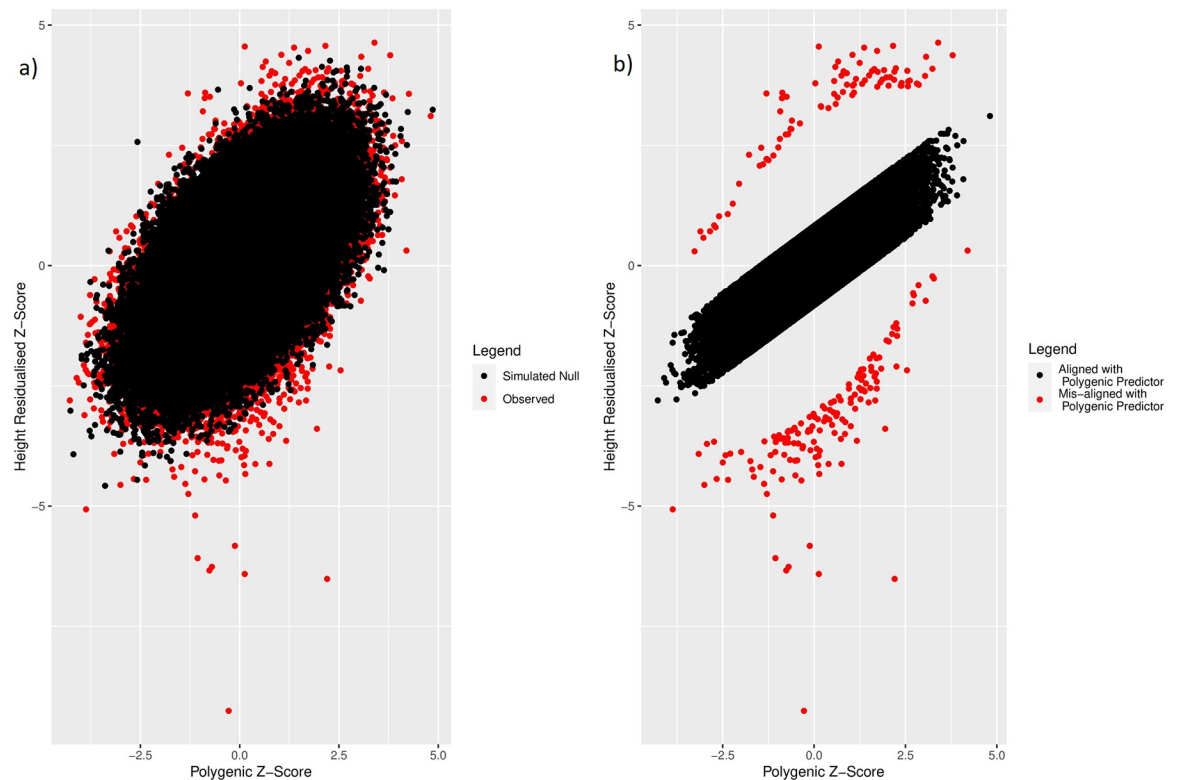 a)
5
0
−5
Height Residualised Z−Score
−2.5
0.0
2.5
5.0
Polygenic Z−Score
Legend
Simulated Null
Observed
b)
5
0
−5
Height Residualised Z−Score
−2.5
0.0
2.5
5.0
Polygenic Z−Score
Legend
Aligned with
Polygenic Predictor
Mis−aligned with
Polygenic Predictor